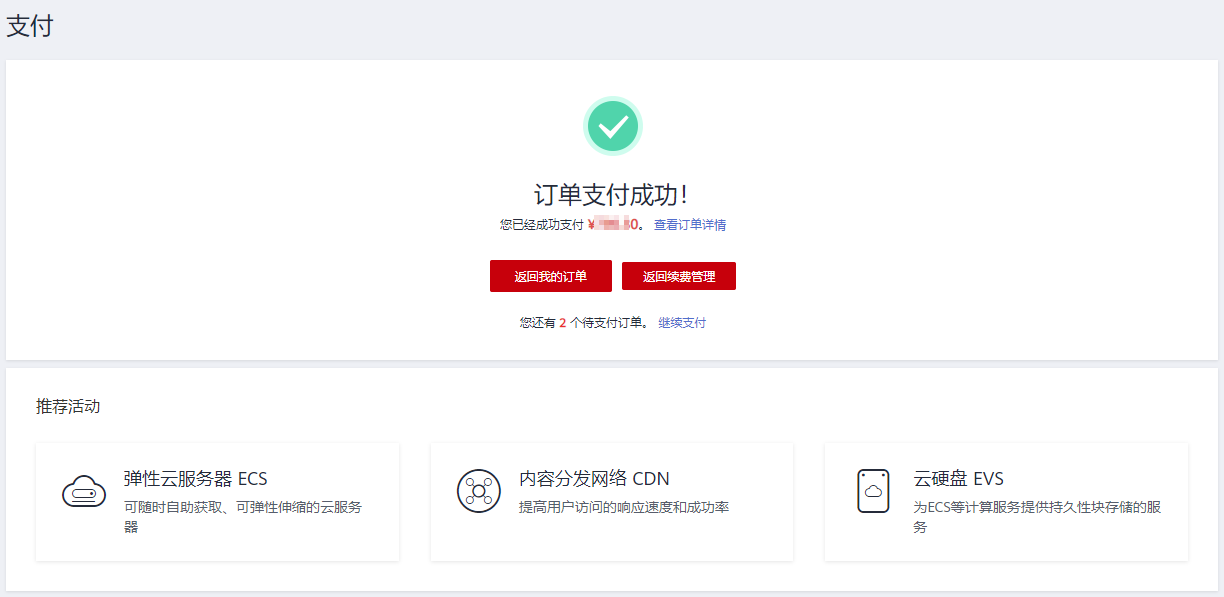 支付
订单支付成功！
您已经成功支付 ¥ 0。 查看订单详情
返回我的订单 返回续费管理
您还有 2 个待支付订单。 继续支付
推荐活动
弹性云服务器 ECS
可随时自助获取、可弹性伸缩的云服务
器
内容分发网络 CDN
提高用户访问的响应速度和成功率
云硬盘 EVS
为ECS等计算服务提供持久性块存储的服
务